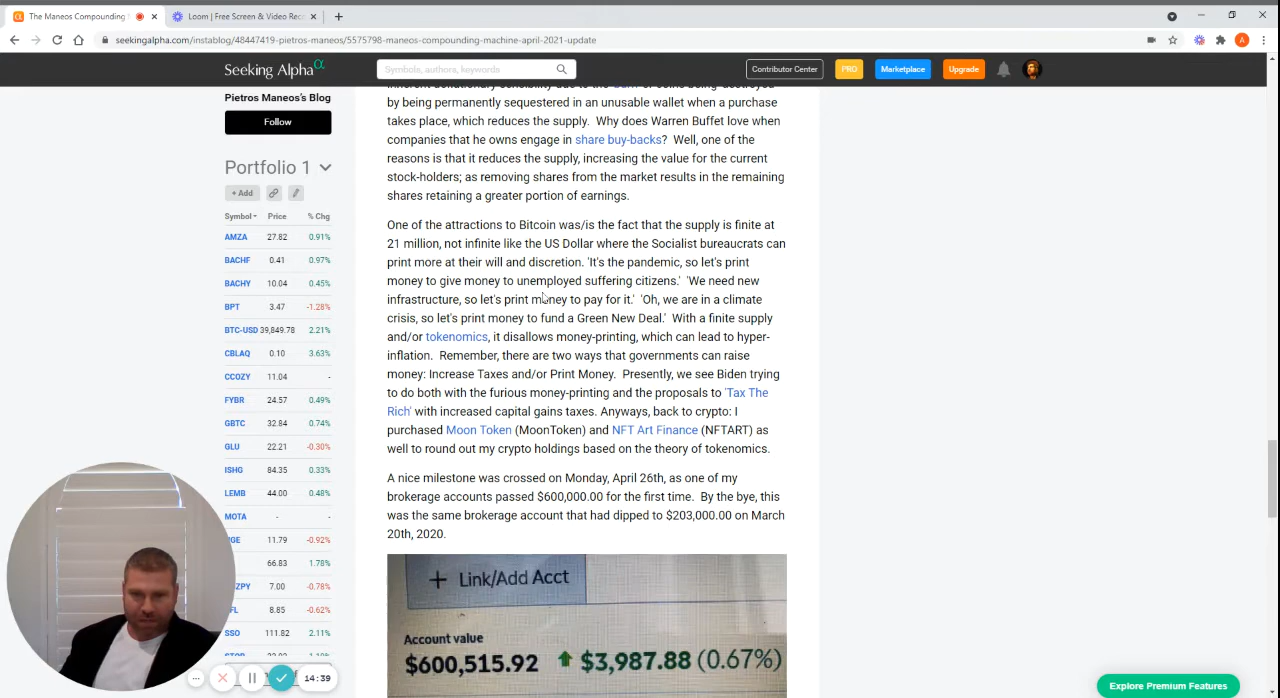 The Maneos Compounding
Loom | Free Screen & Video Reco
seekingalpha.com/instablog/48447419-pietros-maneos/5575798-maneos-compounding-machine-april-2021-update
A
Seeking Alpha α
Symbols, authors, keywords
Contributor Center
PRO
Marketplace
Upgrade
Pietros Maneos's Blog
Follow
Portfolio 1
+ Add
Symbol Price % Chg
AMZA 27.82 0.91%
BACHF 0.41 0.97%
BACHY 10.04 0.45%
BPT 3.47 -1.28%
BTC-USD 39,849.78 2.21%
CBLAQ 0.10 3.63%
CCOZY 11.04 -
FYBR 24.57 0.49%
GBTC 32.84 0.74%
GLU 22.21 -0.30%
ISHG 84.35 0.33%
LEMB 44.00 0.48%
MOTA - -
11.79 -0.92%
66.83 1.78%
7.00 -0.78%
8.85 -0.62%
SSO 111.82 2.11%
by being permanently sequestered in an unusable wallet when a purchase
takes place, which reduces the supply. Why does Warren Buffet love when
companies that he owns engage in share buy-backs? Well, one of the
reasons is that it reduces the supply, increasing the value for the current
stock-holders; as removing shares from the market results in the remaining
shares retaining a greater portion of earnings.
One of the attractions to Bitcoin was/is the fact that the supply is finite at
21 million, not infinite like the US Dollar where the Socialist bureaucrats can
print more at their will and discretion. 'It's the pandemic, so let's print
money to give money to unemployed suffering citizens.' 'We need new
infrastructure, so let's print money to pay for it.' 'Oh, we are in a climate
crisis, so let's print money to fund a Green New Deal.' With a finite supply
and/or tokenomics, it disallows money-printing, which can lead to hyper-
inflation. Remember, there are two ways that governments can raise
money: Increase Taxes and/or Print Money. Presently, we see Biden trying
to do both with the furious money-printing and the proposals to 'Tax The
Rich' with increased capital gains taxes. Anyways, back to crypto: I
purchased Moon Token (MoonToken) and NFT Art Finance (NFTART) as
well to round out my crypto holdings based on the theory of tokenomics.
A nice milestone was crossed on Monday, April 26th, as one of my
brokerage accounts passed $600,000.00 for the first time. By the bye, this
was the same brokerage account that had dipped to $203,000.00 on March
20th, 2020.
+ Link/Add Acct
Account value
$600,515.92 $3,987.88 (0.67%)
14:39
Explore Premium Features